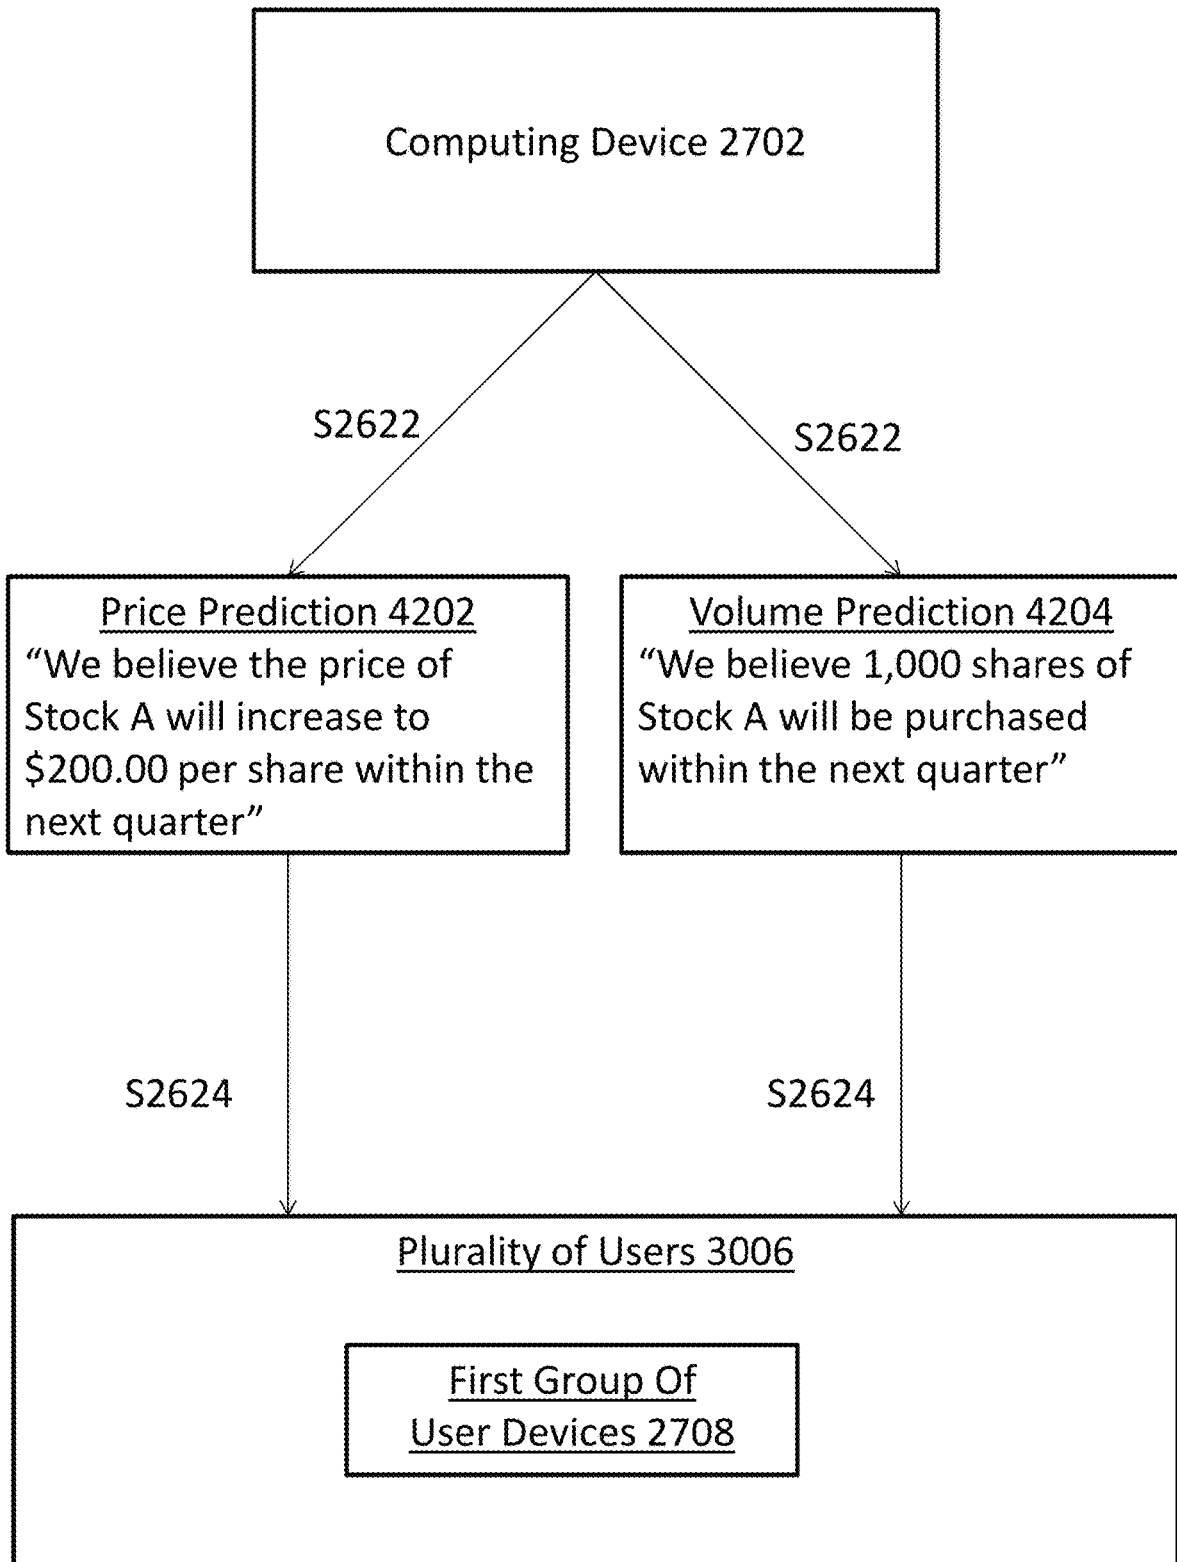 Computing Device 2702
S2622
S2622
Price Prediction 4202
“We believe the price of
Stock A will increase to
$200.00 per share within the
next quarter”
Volume Prediction 4204
“We believe 1,000 shares of
Stock A will be purchased
within the next quarter”
S2624
S2624
Plurality of Users 3006
First Group Of
User Devices 2708